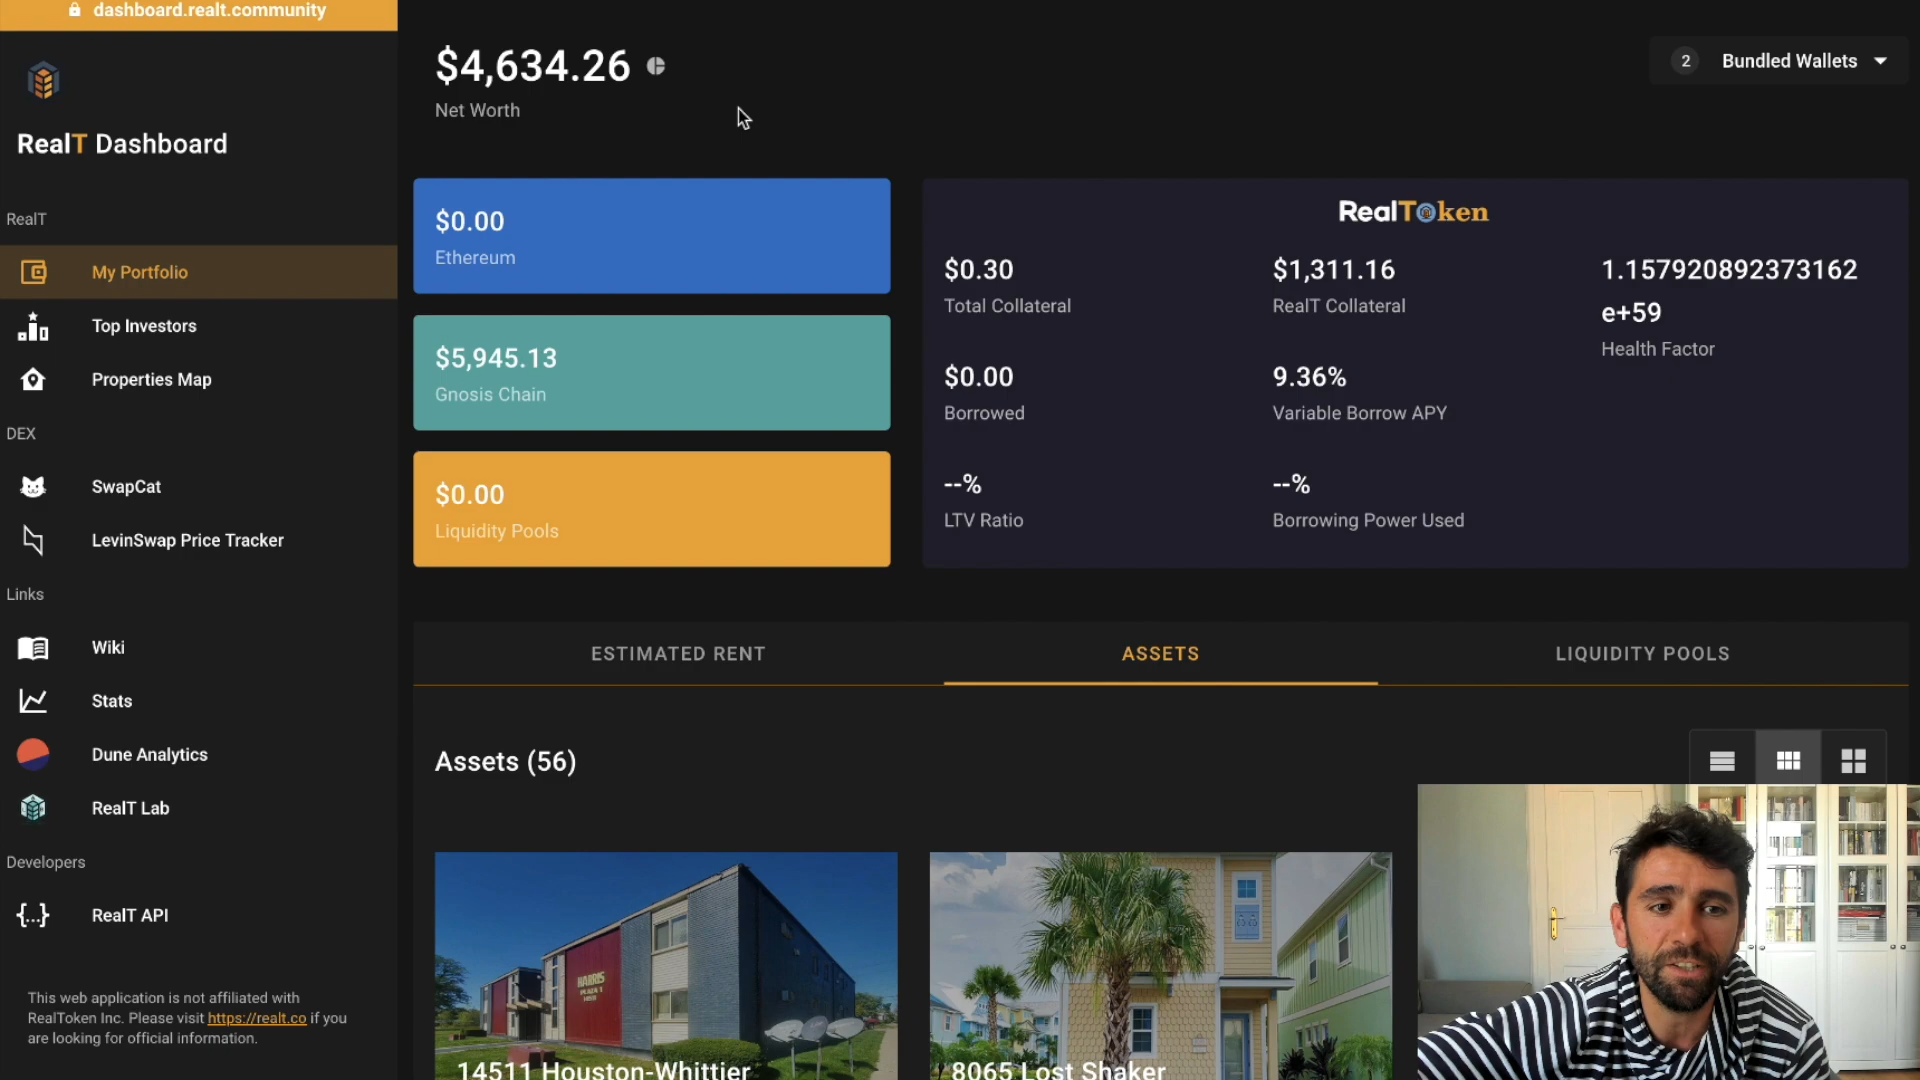 dashboard.realt.community
RealT Dashboard
RealT
My Portfolio
Top Investors
Properties Map
DEX
SwapCat
LevinSwap Price Tracker
Links
Wiki
Stats
Dune Analytics
RealT Lab
Developers
{...} RealT API
This web application is not affiliated with
RealToken Inc. Please visit https://realt.co if you
are looking for official information.
$4,634.26
Net Worth
2 Bundled Wallets
$0.00
Ethereum
$5,945.13
Gnosis Chain
$0.00
Liquidity Pools
RealToken
$0.30
Total Collateral
$1,311.16
RealT Collateral
1.157920892373162
e+59
Health Factor
$0.00
Borrowed
9.36%
Variable Borrow APY
--%
LTV Ratio
--%
Borrowing Power Used
ESTIMATED RENT
ASSETS
LIQUIDITY POOLS
Assets (56)
HARRIS
14511 Houston-Whittier
8065 Lost Shaker